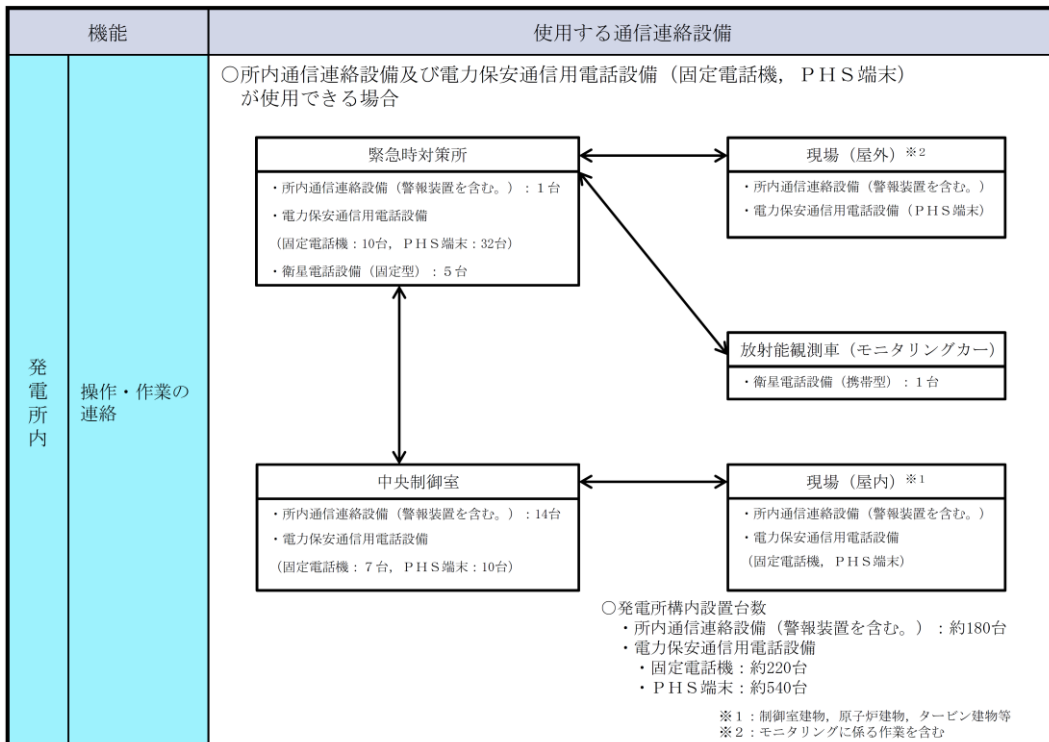 機能
使用する通信連絡設備
発電所内
操作・作業の
連絡
○所内通信連絡設備及び電力保安通信用電話設備（固定電話機，ＰＨＳ端末）
が使用できる場合
緊急時対策所
・所内通信連絡設備（警報装置を含む。）：１台
・電力保安通信用電話設備
（固定電話機：10台，ＰＨＳ端末：32台）
・衛星電話設備（固定型）：５台
現場（屋外）※2
・所内通信連絡設備（警報装置を含む。）
・電力保安通信用電話設備（ＰＨＳ端末）
放射能観測車（モニタリングカー）
・衛星電話設備（携帯型）：１台
中央制御室
・所内通信連絡設備（警報装置を含む。）：14台
・電力保安通信用電話設備
（固定電話機：７台，ＰＨＳ端末：10台）
現場（屋内）※1
・所内通信連絡設備（警報装置を含む。）
・電力保安通信用電話設備
（固定電話機，ＰＨＳ端末）
○発電所構内設置台数
・所内通信連絡設備（警報装置を含む。）：約180台
・電力保安通信用電話設備
・固定電話機：約220台
・ＰＨＳ端末：約540台
※１：制御室建物，原子炉建物，タービン建物等
※２：モニタリングに係る作業を含む